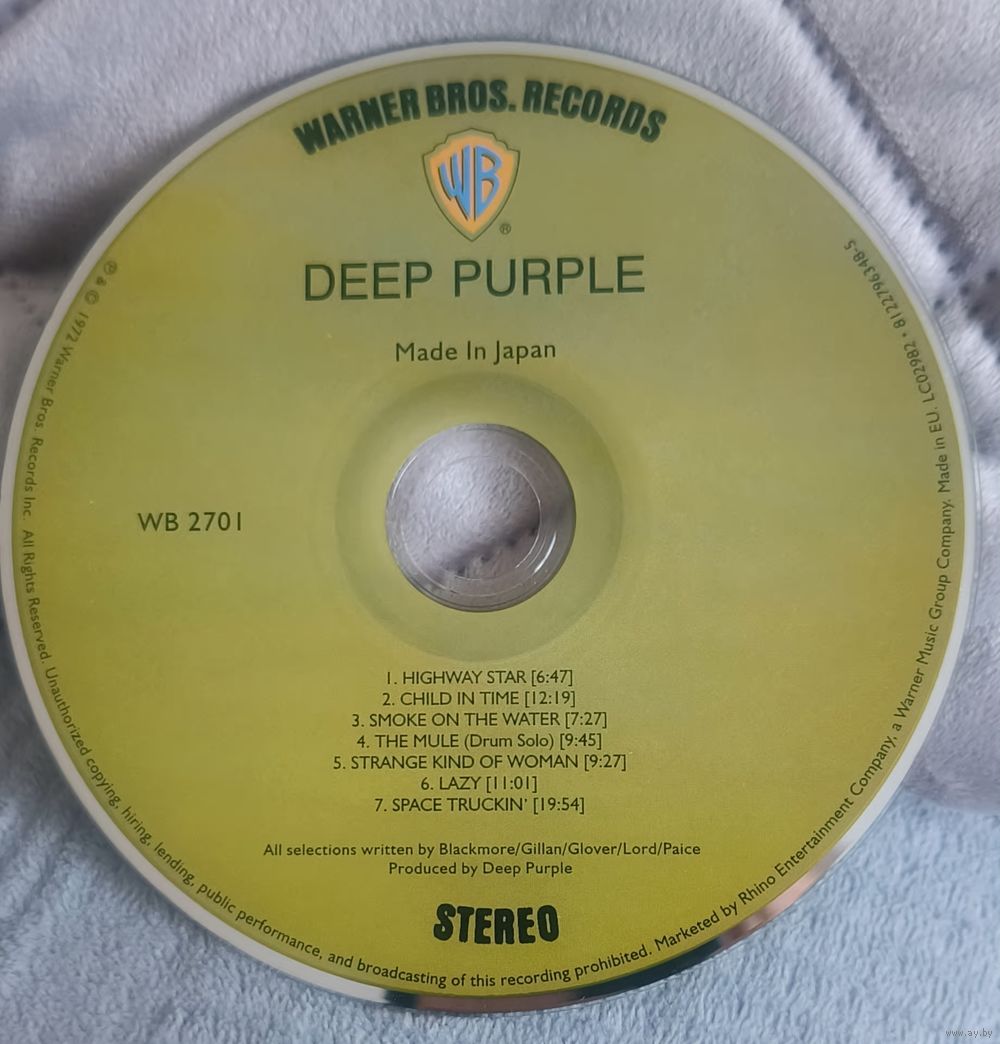 WARNER BROS. RECORDS
WB®
DEEP PURPLE
Made In Japan
WB 2701
1. HIGHWAY STAR [6:47]
2. CHILD IN TIME [12:19]
3. SMOKE ON THE WATER [7:27]
4. THE MULE (Drum Solo) [9:45]
5. STRANGE KIND OF WOMAN [9:27]
6. LAZY [11:01]
7. SPACE TRUCKIN' [19:54]
All selections written by Blackmore/Gillan/Glover/Lord/Paice
Produced by Deep Purple
STEREO
℗ & © 1972 Warner Bros. Records Inc. All Rights Reserved. Unauthorized copying, hiring, lending, public performance, and broadcasting of this recording prohibited. Marketed by Rhino Entertainment Company, a Warner Music Group Company. Made in EU. LC02982 • 8122796348-5
www.ay.by